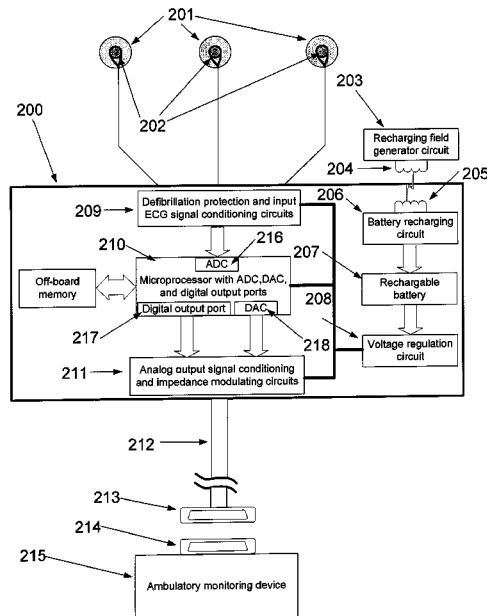 201
202
203
Recharging field
generator circuit
200
204
205
206
209
Defibrillation protection and input
ECG signal conditioning circuits
Battery recharging
circuit
210
216
207
ADC
Off-board
memory
Microprocessor with ADC,DAC,
and digital output ports
Rechargable
battery
208
217
Digital output port
DAC
218
Voltage regulation
circuit
211
Analog output signal conditioning
and impedance modulating circuits
212
213
214
215
Ambulatory monitoring device